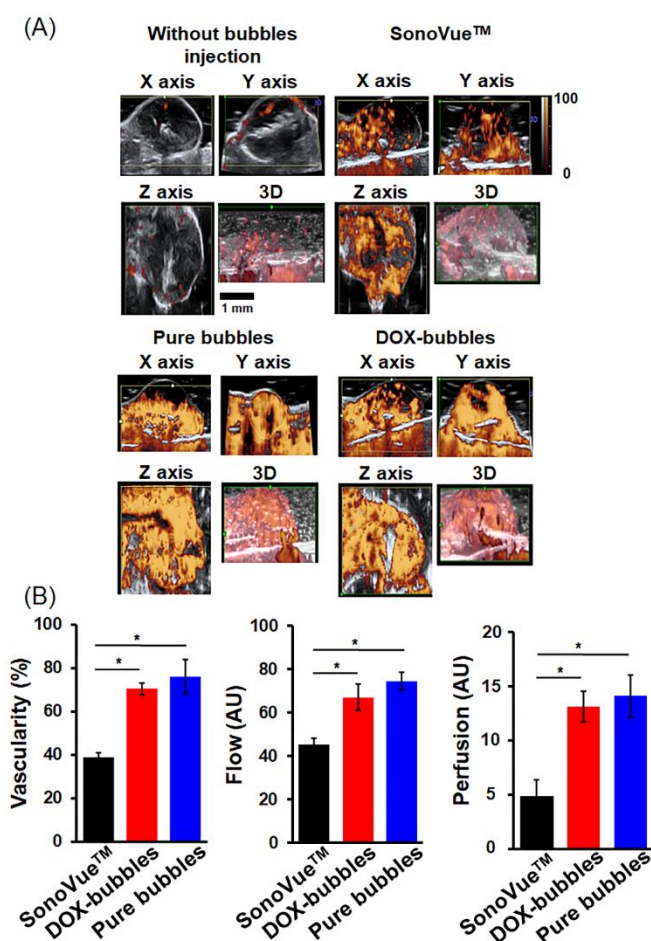 (A)
Without bubbles injection
SonoVue™
X axis Y axis X axis Y axis
100
0
Z axis 3D Z axis 3D
1 mm
Pure bubbles DOX-bubbles
X axis Y axis X axis Y axis
Z axis 3D Z axis 3D
(B)
Vascularity (%)
100
80
60
40
20
0
*
*
SonoVue™
DOX-bubbles
Pure bubbles
Flow (AU)
100
80
60
40
20
0
*
*
SonoVue™
DOX-bubbles
Pure bubbles
Perfusion (AU)
20
15
10
5
0
*
*
SonoVue™
DOX-bubbles
Pure bubbles